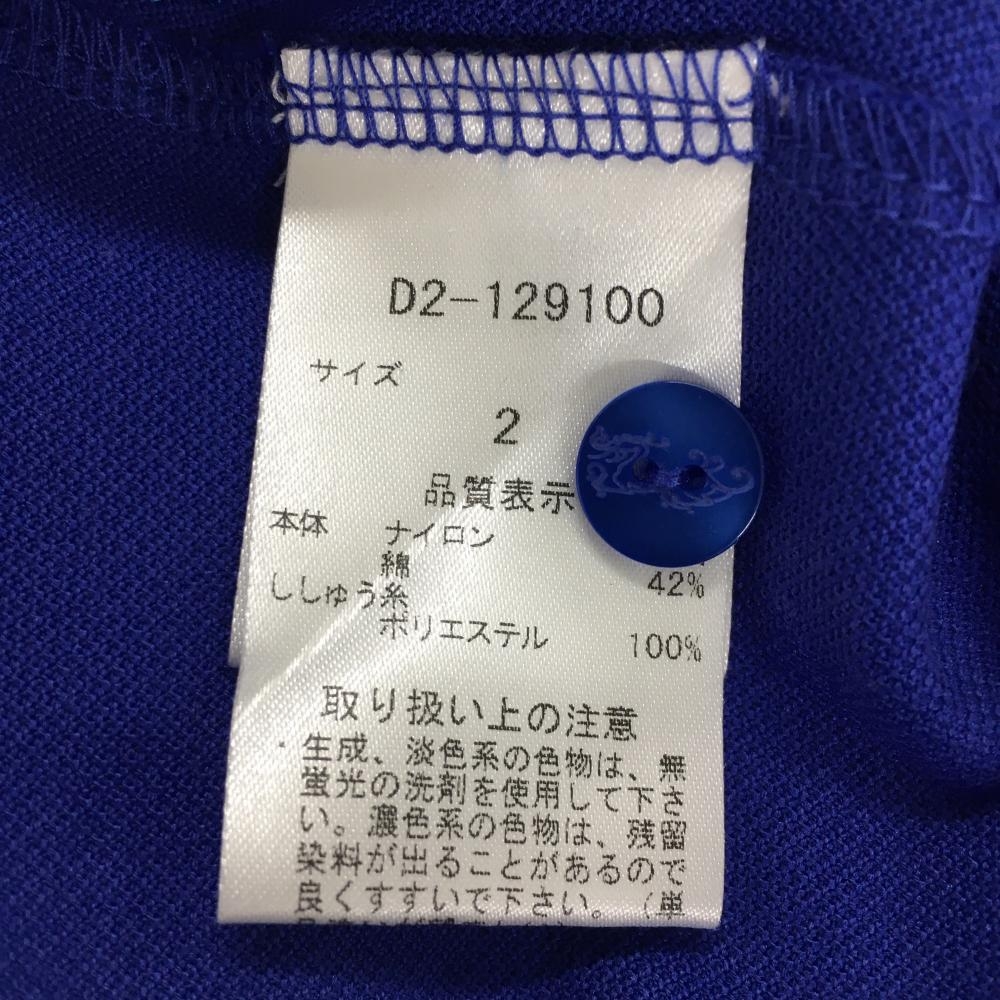 D2-129100
サイズ
2
品質表示
本体 ナイロン
綿 42%
ししゅう糸
ポリエステル 100%
取り扱い上の注意
・生成、淡色系の色物は、無
蛍光の洗剤を使用して下さ
い。濃色系の色物は、残留
染料が出ることがあるので
良くすすいで下さい。(単